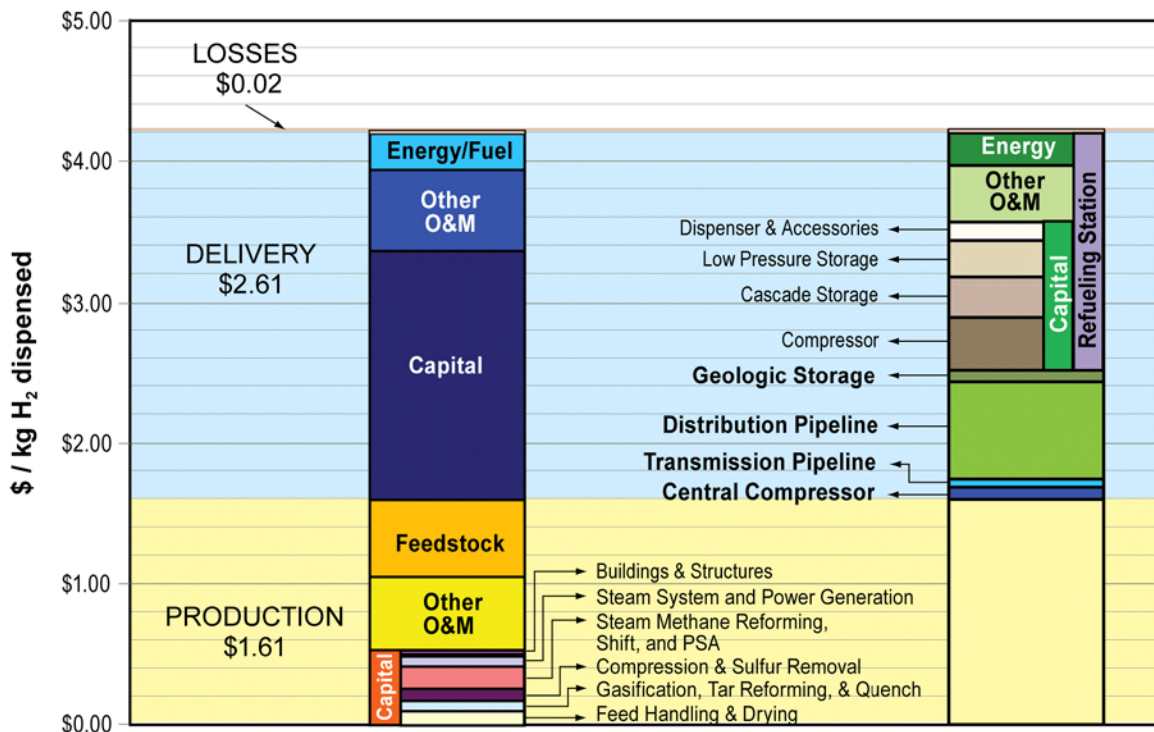 $5.00
LOSSES
$0.02
$4.00
Energy/Fuel
Other
O&M
DELIVERY
$2.61
$3.00
Capital
$2.00
$ / kg H₂ dispensed
Feedstock
$1.00
Other
O&M
PRODUCTION
$1.61
Capital
$0.00
Buildings & Structures
Steam System and Power Generation
Steam Methane Reforming,
Shift, and PSA
Compression & Sulfur Removal
Gasification, Tar Reforming, & Quench
Feed Handling & Drying
Energy
Other
O&M
Dispenser & Accessories
Low Pressure Storage
Cascade Storage
Compressor
Capital
Refueling Station
Geologic Storage
Distribution Pipeline
Transmission Pipeline
Central Compressor